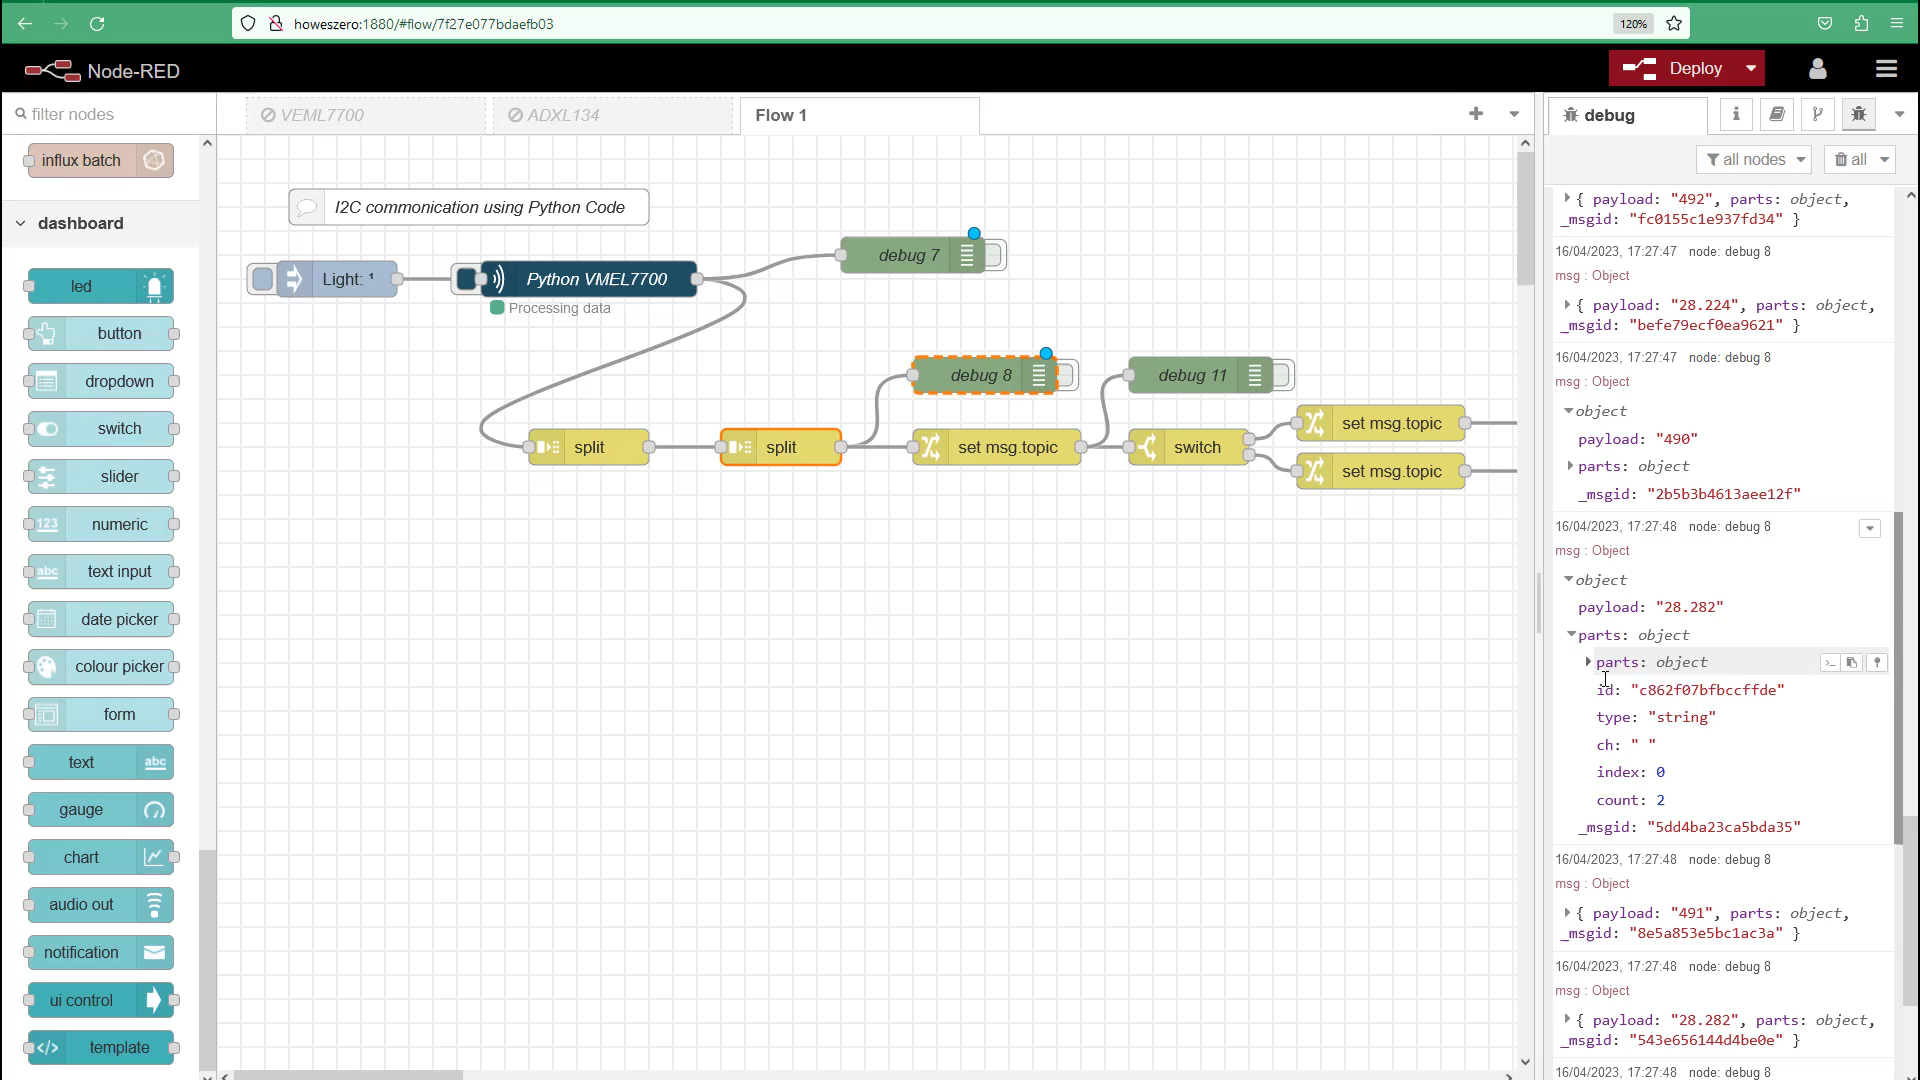 howeszero:1880/#flow/7f27e077bdaefb03
120%
Node-RED
Deploy
filter nodes
VEML7700
ADXL134
Flow 1
debug
all nodes
all
influx batch
dashboard
led
button
dropdown
switch
slider
123 numeric
abc text input
date picker
colour picker
form
text abc
gauge
chart
audio out
notification
ui control
</> template
I2C commonication using Python Code
Light: ¹
Python VMEL7700
Processing data
debug 7
debug 8
debug 11
split
split
set msg.topic
switch
set msg.topic
set msg.topic
{ payload: "492", parts: object,
_msgid: "fc0155c1e937fd34" }
16/04/2023, 17:27:47 node: debug 8
msg : Object
{ payload: "28.224", parts: object,
_msgid: "befe79ecf0ea9621" }
16/04/2023, 17:27:47 node: debug 8
msg : Object
object
payload: "490"
parts: object
_msgid: "2b5b3b4613aee12f"
16/04/2023, 17:27:48 node: debug 8
msg : Object
object
payload: "28.282"
parts: object
parts: object
id: "c862f07bfbccffde"
type: "string"
ch: " "
index: 0
count: 2
_msgid: "5dd4ba23ca5bda35"
16/04/2023, 17:27:48 node: debug 8
msg : Object
{ payload: "491", parts: object,
_msgid: "8e5a853e5bc1ac3a" }
16/04/2023, 17:27:48 node: debug 8
msg : Object
{ payload: "28.282", parts: object,
_msgid: "543e656144d4be0e" }
16/04/2023, 17:27:48 node: debug 8